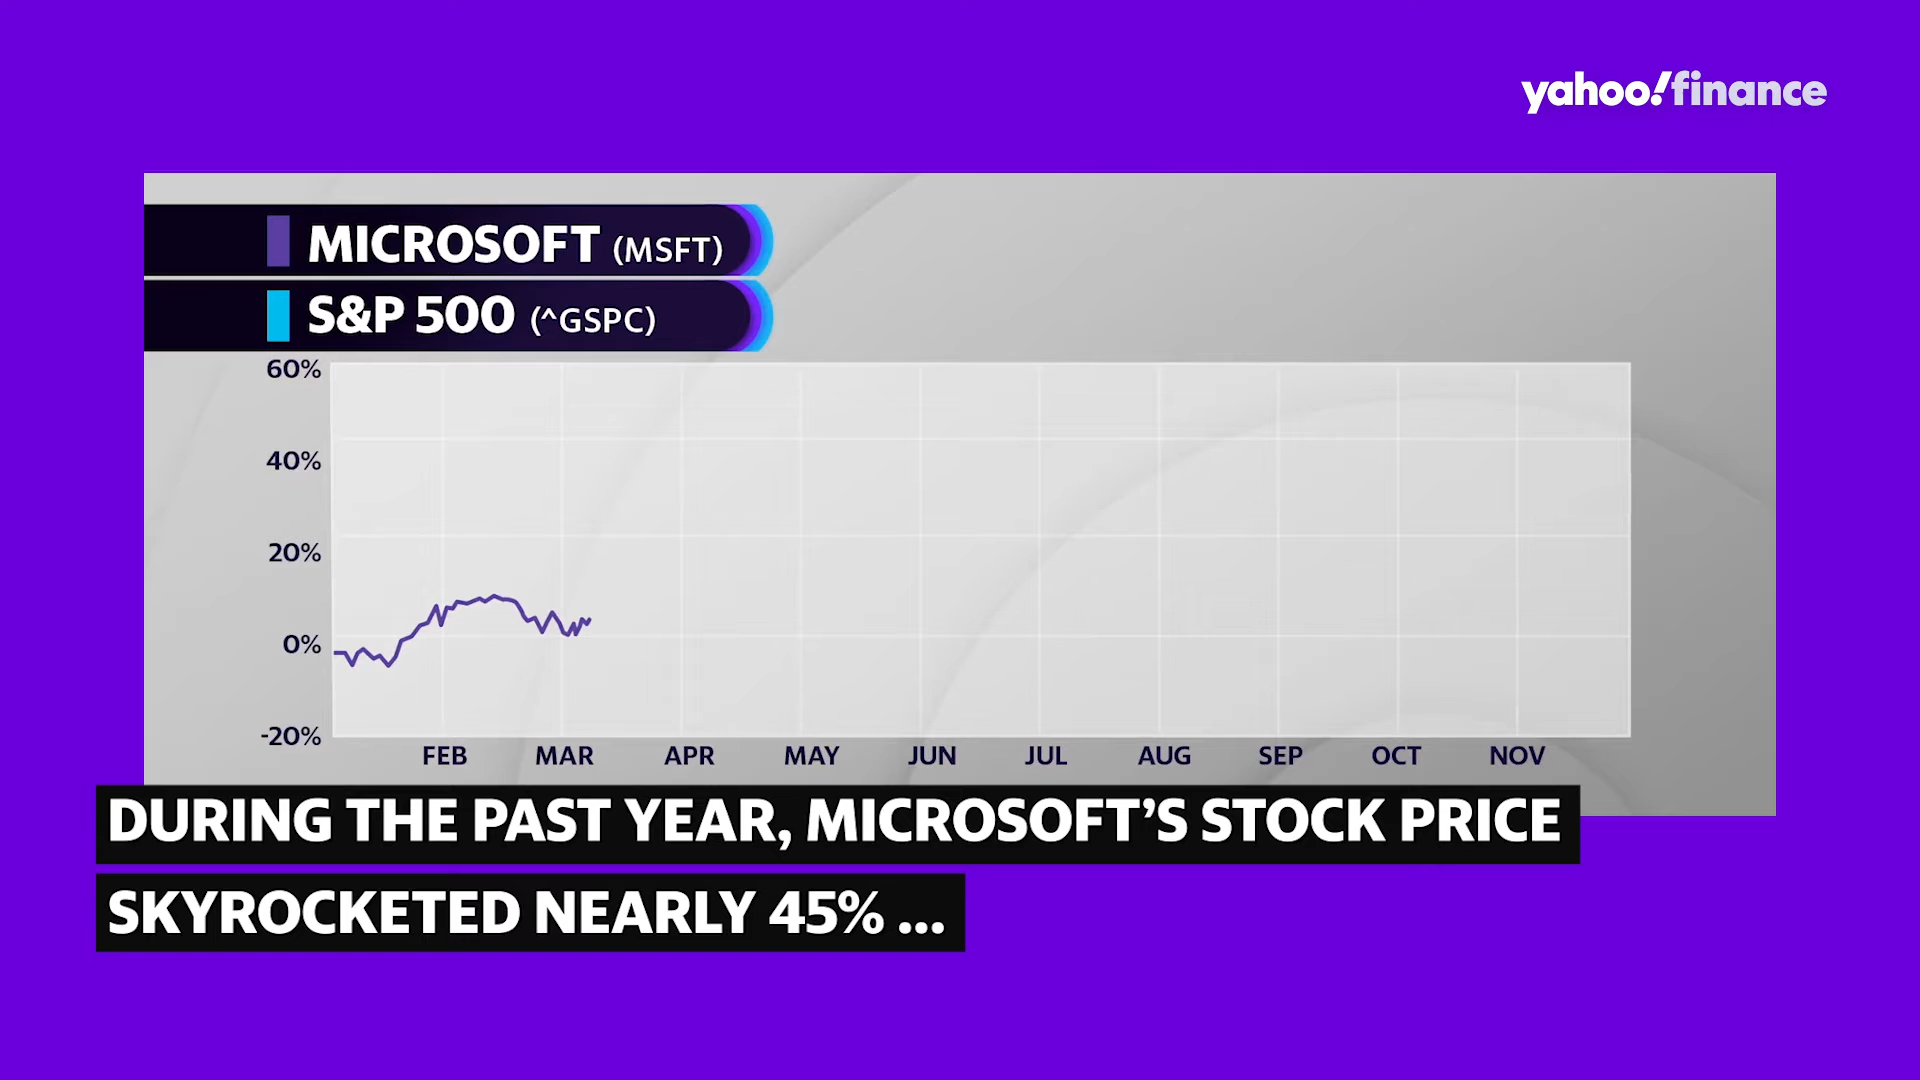 yahoo!finance
MICROSOFT (MSFT)
S&P 500 (^GSPC)
60%
40%
20%
0%
-20%
FEB MAR APR MAY JUN JUL AUG SEP OCT NOV
DURING THE PAST YEAR, MICROSOFT’S STOCK PRICE
SKYROCKETED NEARLY 45% ...